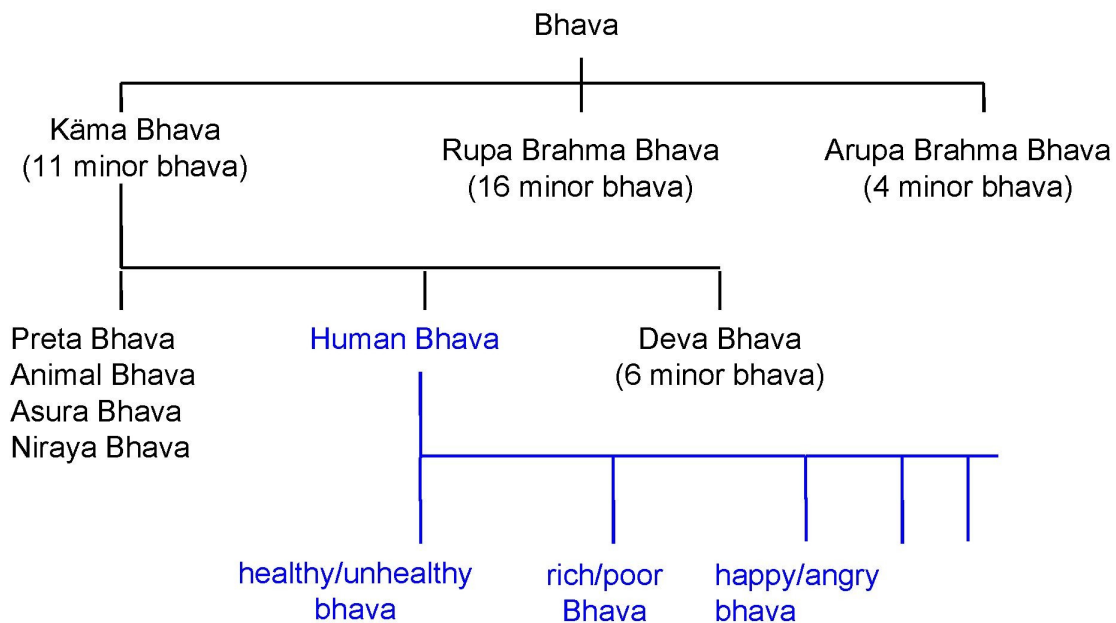 Bhava
Käma Bhava
(11 minor bhava)
Rupa Brahma Bhava
(16 minor bhava)
Arupa Brahma Bhava
(4 minor bhava)
Preta Bhava
Animal Bhava
Asura Bhava
Niraya Bhava
Human Bhava
Deva Bhava
(6 minor bhava)
healthy/unhealthy
bhava
rich/poor
Bhava
happy/angry
bhava